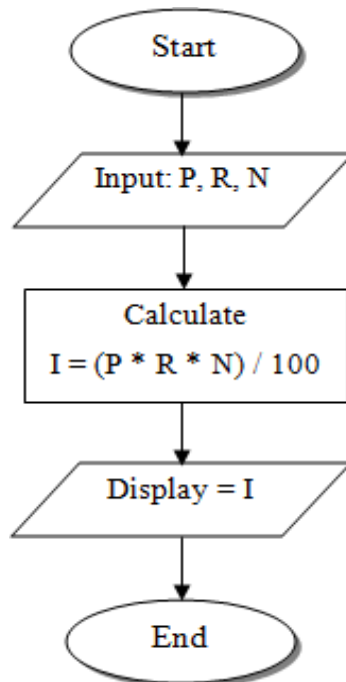 Start
Input: P, R, N
Calculate
I = (P * R * N) / 100
Display = I
End